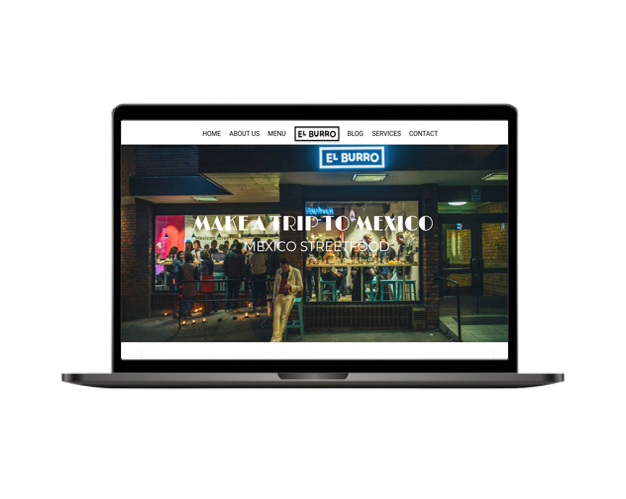 HOME ABOUT US MENU EL BURRO BLOG SERVICES CONTACT
EL BURRO
MAKE A TRIP TO MEXICO
MEXICO STREETFOOD